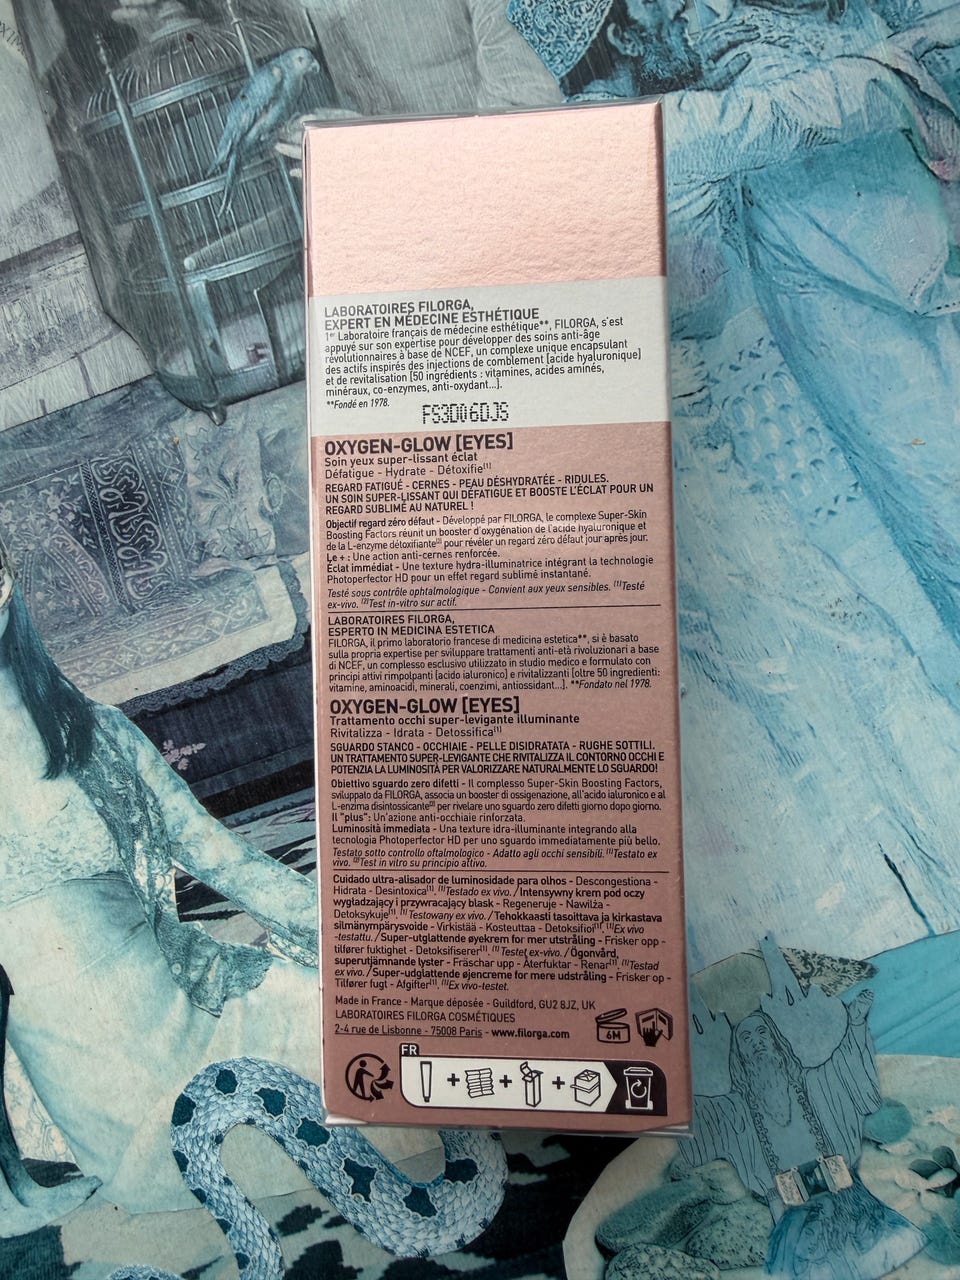 LABORATOIRES FILORGA,
EXPERT EN MÉDECINE ESTHÉTIQUE
1er Laboratoire français de médecine esthétique**, FILORGA, s'est
appuyé sur son expertise pour développer des soins anti-âge
révolutionnaires à base de NCEF, un complexe unique encapsulant
des actifs inspirés des injections de comblement [acide hyaluronique]
et de revitalisation [50 ingrédients : vitamines, acides aminés,
minéraux, co-enzymes, anti-oxydant...].
**Fondé en 1978.
FS3D06DJS
OXYGEN-GLOW [EYES]
Soin yeux super-lissant éclat
Défatigue - Hydrate - Détoxifie(1)
REGARD FATIGUÉ - CERNES - PEAU DÉSHYDRATÉE - RIDULES.
UN SOIN SUPER-LISSANT QUI DÉFATIGUE ET BOOSTE L'ÉCLAT POUR UN
REGARD SUBLIMÉ AU NATUREL !
Objectif regard zéro défaut - Développé par FILORGA, le complexe Super-Skin
Boosting Factors réunit un booster d'oxygénation de l'acide hyaluronique et
de la L-enzyme détoxifiante(2) pour révéler un regard zéro défaut jour après jour.
Le + : Une action anti-cernes renforcée.
Éclat immédiat - Une texture hydra-illuminatrice intégrant la technologie
Photoperfector HD pour un effet regard sublimé instantané.
Testé sous contrôle ophtalmologique - Convient aux yeux sensibles. (1)Testé
ex-vivo. (2)Test in-vitro sur actif.
LABORATOIRES FILORGA,
ESPERTO IN MEDICINA ESTETICA
FILORGA, il primo laboratorio francese di medicina estetica**, si è basato
sulla propria expertise per sviluppare trattamenti anti-età rivoluzionari a base
di NCEF, un complesso esclusivo utilizzato in studio medico e formulato con
principi attivi rimpolpanti [acido ialuronico] e rivitalizzanti [oltre 50 ingredienti:
vitamine, aminoacidi, minerali, coenzimi, antiossidant...]. **Fondato nel 1978.
OXYGEN-GLOW [EYES]
Trattamento occhi super-levigante illuminante
Rivitalizza - Idrata - Detossifica(1)
SGUARDO STANCO - OCCHIAIE - PELLE DISIDRATATA - RUGHE SOTTILI.
UN TRATTAMENTO SUPER-LEVIGANTE CHE RIVITALIZZA IL CONTORNO OCCHI E
POTENZIA LA LUMINOSITÀ PER VALORIZZARE NATURALMENTE LO SGUARDO!
Obiettivo sguardo zero difetti - Il complesso Super-Skin Boosting Factors,
sviluppato da FILORGA, associa un booster di ossigenazione, all'acido ialuronico e al
L-enzima disintossicante(2) per rivelare uno sguardo zero difetti giorno dopo giorno.
Il "plus": Un'azione anti-occhiaie rinforzata.
Luminosità immediata - Una texture idra-illuminante integrando alla
tecnologia Photoperfector HD per uno sguardo immediatamente più bello.
Testato sotto controllo oftalmologico - Adatto agli occhi sensibili. (1)Testato ex
vivo. (2)Test in vitro su principio attivo.
Cuidado ultra-alisador de luminosidade para olhos - Descongestiona -
Hidrata - Desintoxica(1). (1)Testado ex vivo. / Intensywny krem pod oczy
wygładzający i przywracający blask - Regeneruje - Nawilża -
Detoksykuje(1). (1)Testowany ex vivo. / Tehokkaasti tasoittava ja kirkastava
silmänympärysvoide - Virkistää - Kosteuttaa - Detoksifioi(1). (1)Ex vivo
-testattu. / Super-utglattende øyekrem for mer utstråling - Frisker opp -
tilfører fuktighet - Detoksifiserer(1). (1)Testet ex-vivo. / Ögonvård,
superutjämnande lyster - Fräschar upp - Återfuktar - Renar(1). (1)Testad
ex vivo. / Super-udglattende øjencreme for mere udstråling - Frisker op -
Tilfører fugt - Afgifter(1). (1)Ex vivo-testet.
Made in France - Marque déposée - Guildford, GU2 8JZ, UK
LABORATOIRES FILORGA COSMÉTIQUES
2-4 rue de Lisbonne - 75008 Paris - www.filorga.com
6M
FR
+ + +